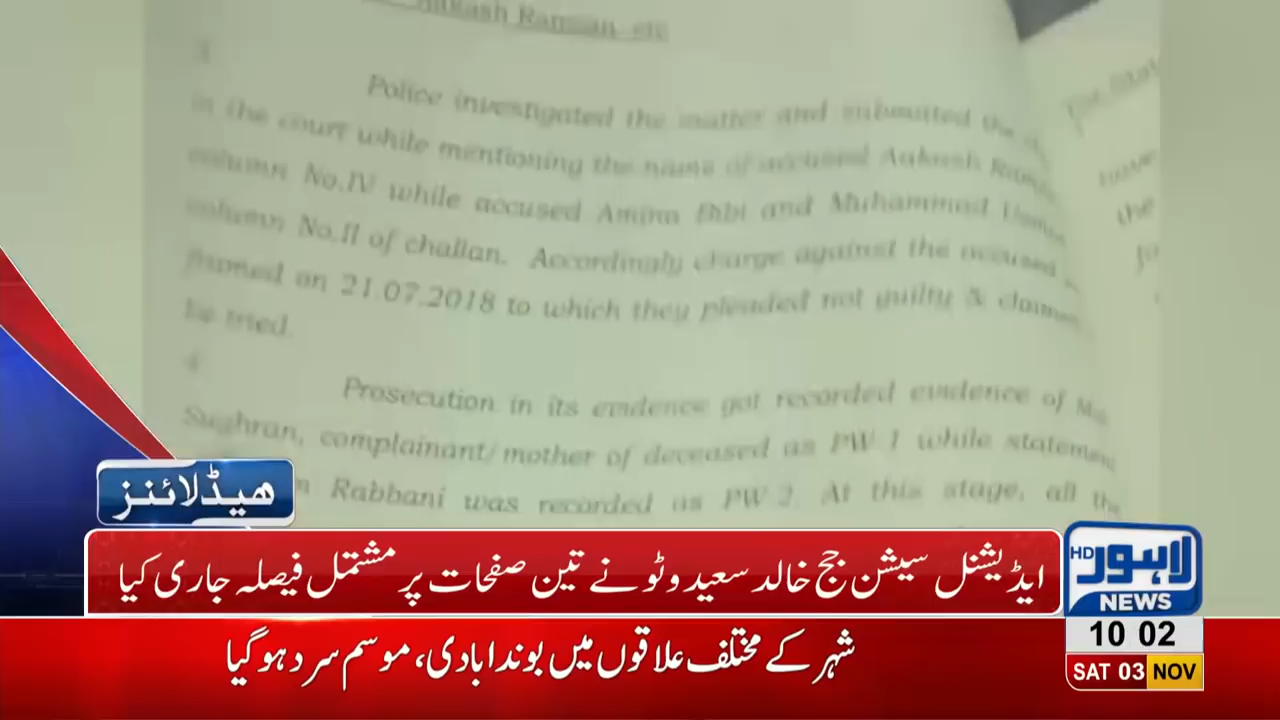 Aakash Ramzan etc
3
Police investigated the matter and submitted the
in the court while mentioning the name of accused Aakash
column No.IV while accused Amina Bibi and Muhammad
column No.II of challan. Accordingly charge against the accused
framed on 21.07.2018 to which they pleaded not guilty & claimed
be tried.
4
Prosecution in its evidence got recorded evidence of
Sughran, complainant/mother of deceased as PW-1 while statement
Rabbani was recorded as PW-2. At this stage, all the
the
ہیڈلائنز
ایڈیشنل سیشن جج خالد سعید وٹو نے تین صفحات پر مشتمل فیصلہ جاری کیا
شہر کے مختلف علاقوں میں بونداباندی، موسم سرد ہوگیا
HD لاہور
NEWS
10 02
SAT 03 NOV